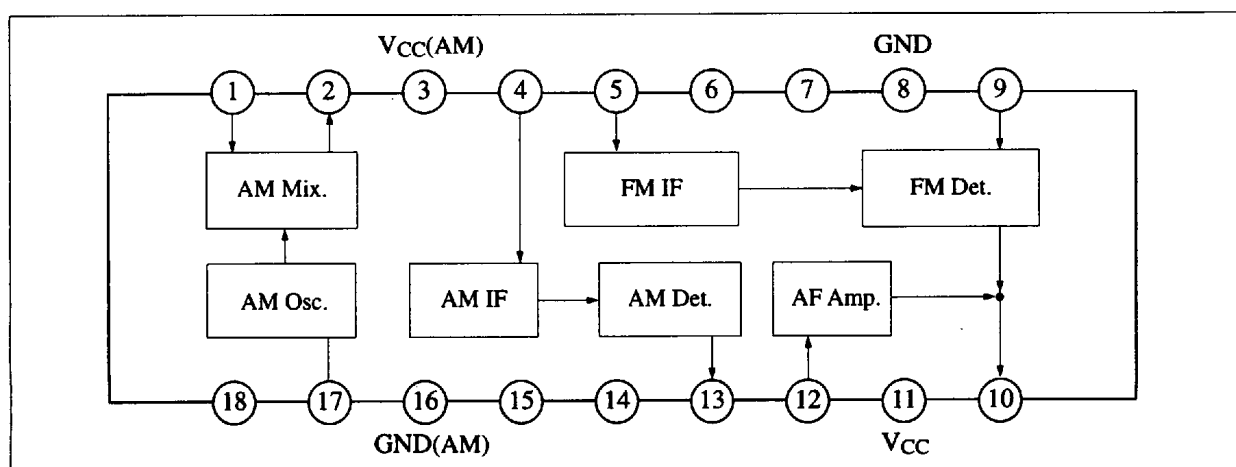 VCC(AM) GND
1 2 3 4 5 6 7 8 9
AM Mix. FM IF FM Det.
AM Osc. AM IF AM Det. AF Amp.
18 17 16 15 14 13 12 11 10
GND(AM) VCC